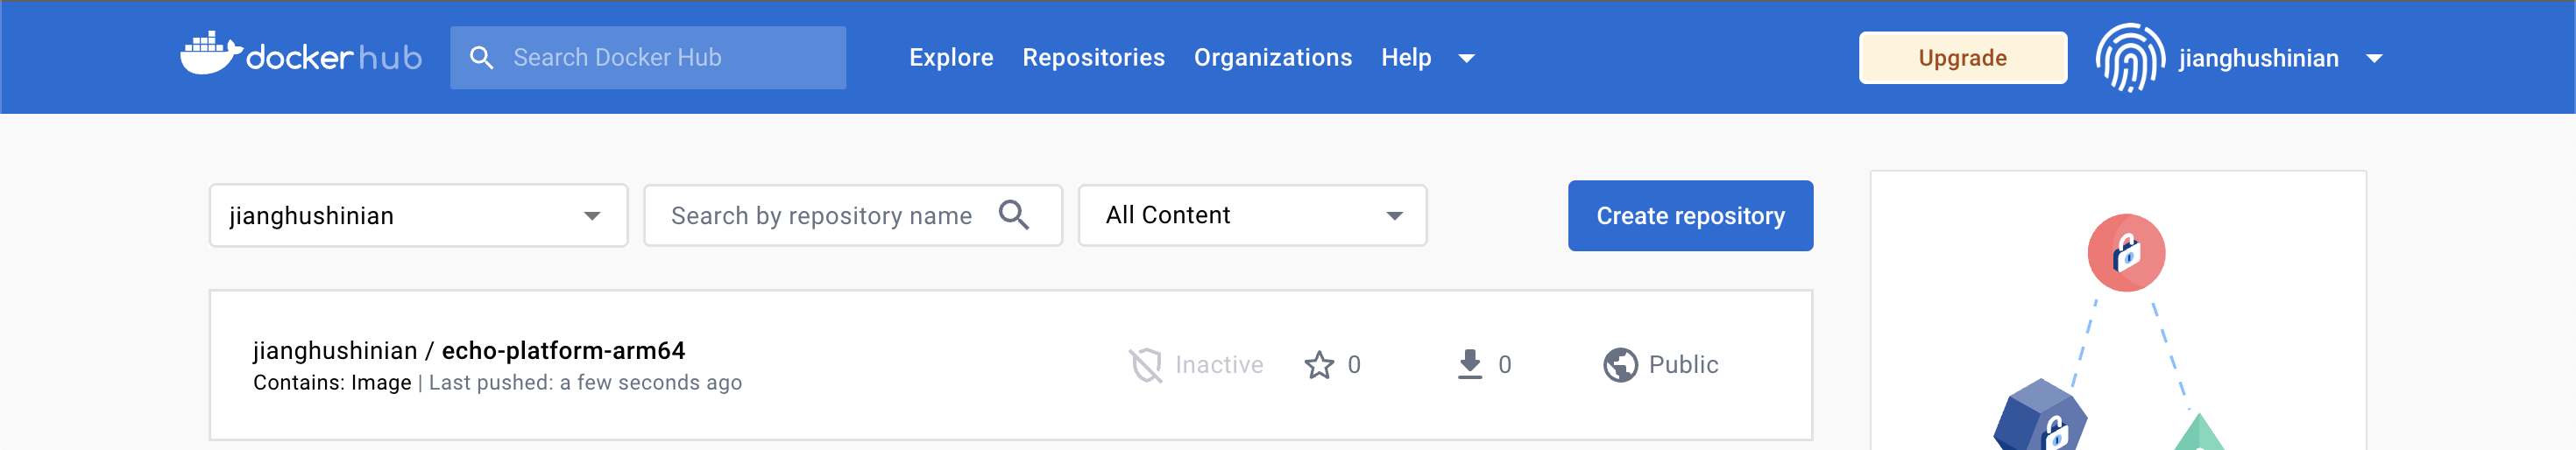 docker hub Search Docker Hub Explore Repositories Organizations Help Upgrade jianghushinian
jianghushinian Search by repository name All Content Create repository
jianghushinian / echo-platform-arm64 Inactive 0 0 Public
Contains: Image | Last pushed: a few seconds ago